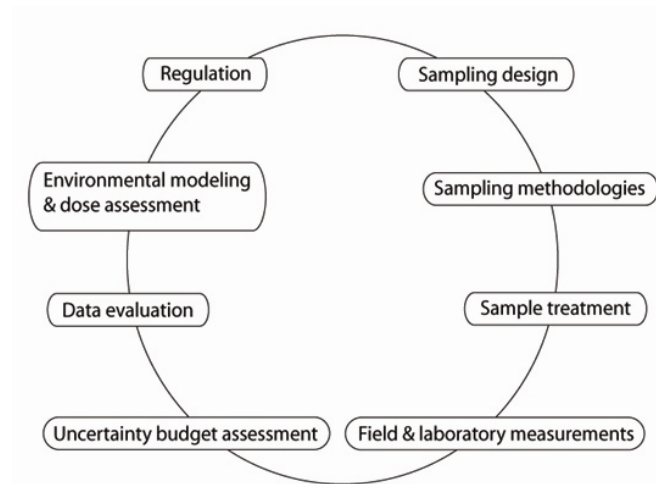 Regulation
Sampling design
Environmental modeling
& dose assessment
Sampling methodologies
Data evaluation
Sample treatment
Uncertainty budget assessment
Field & laboratory measurements